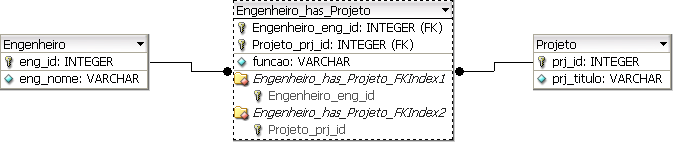 Engenheiro
eng_id: INTEGER
eng_nome: VARCHAR
Engenheiro_has_Projeto
Engenheiro_eng_id: INTEGER (FK)
Projeto_prj_id: INTEGER (FK)
funcao: VARCHAR
Engenheiro_has_Projeto_FKIndex1
Engenheiro_eng_id
Engenheiro_has_Projeto_FKIndex2
Projeto_prj_id
Projeto
prj_id: INTEGER
prj_titulo: VARCHAR